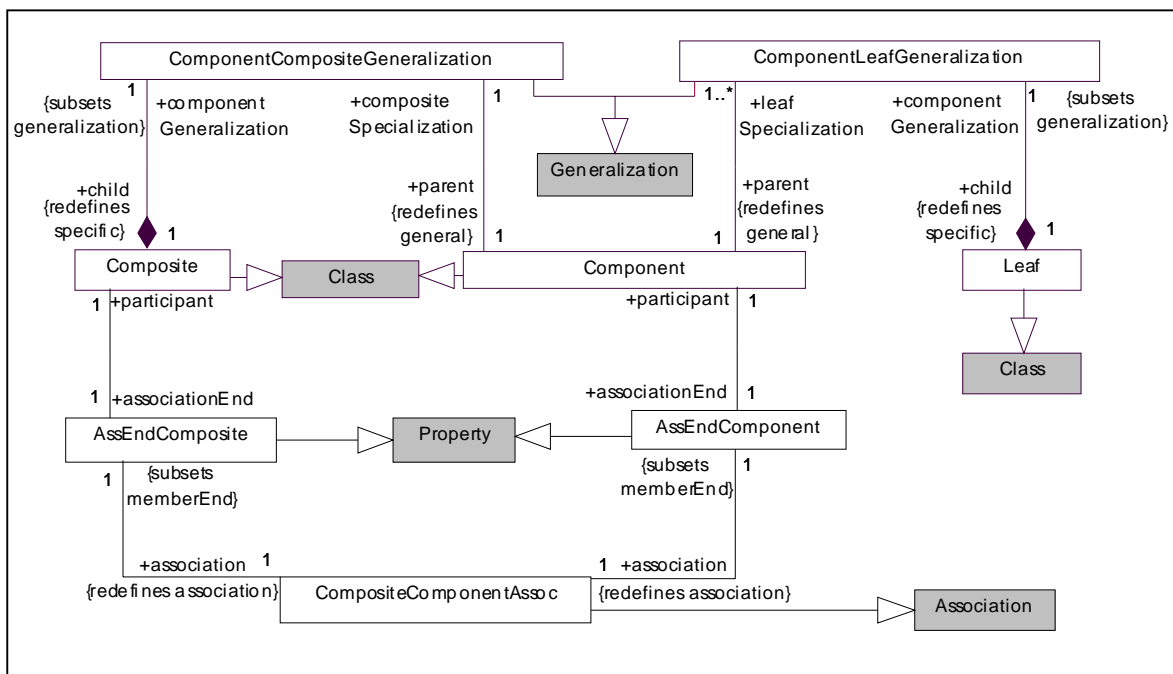 ComponentCompositeGeneralization
ComponentLeafGeneralization
1
1
1..*
1
{subsets
generalization}
+component
Generalization
+composite
Specialization
+leaf
Specialization
+component
Generalization
{subsets
generalization}
Generalization
+child
{redefines
specific}
1
+parent
{redefines
general}
1
1
+parent
{redefines
general}
+child
{redefines
specific}
1
Composite
Class
Component
Leaf
1
+participant
+participant
1
Class
1
+associationEnd
+associationEnd
1
AssEndComposite
Property
AssEndComponent
1
{subsets
memberEnd}
{subsets
memberEnd}
1
+association
1
1
+association
{redefines association}
CompositeComponentAssoc
{redefines association}
Association